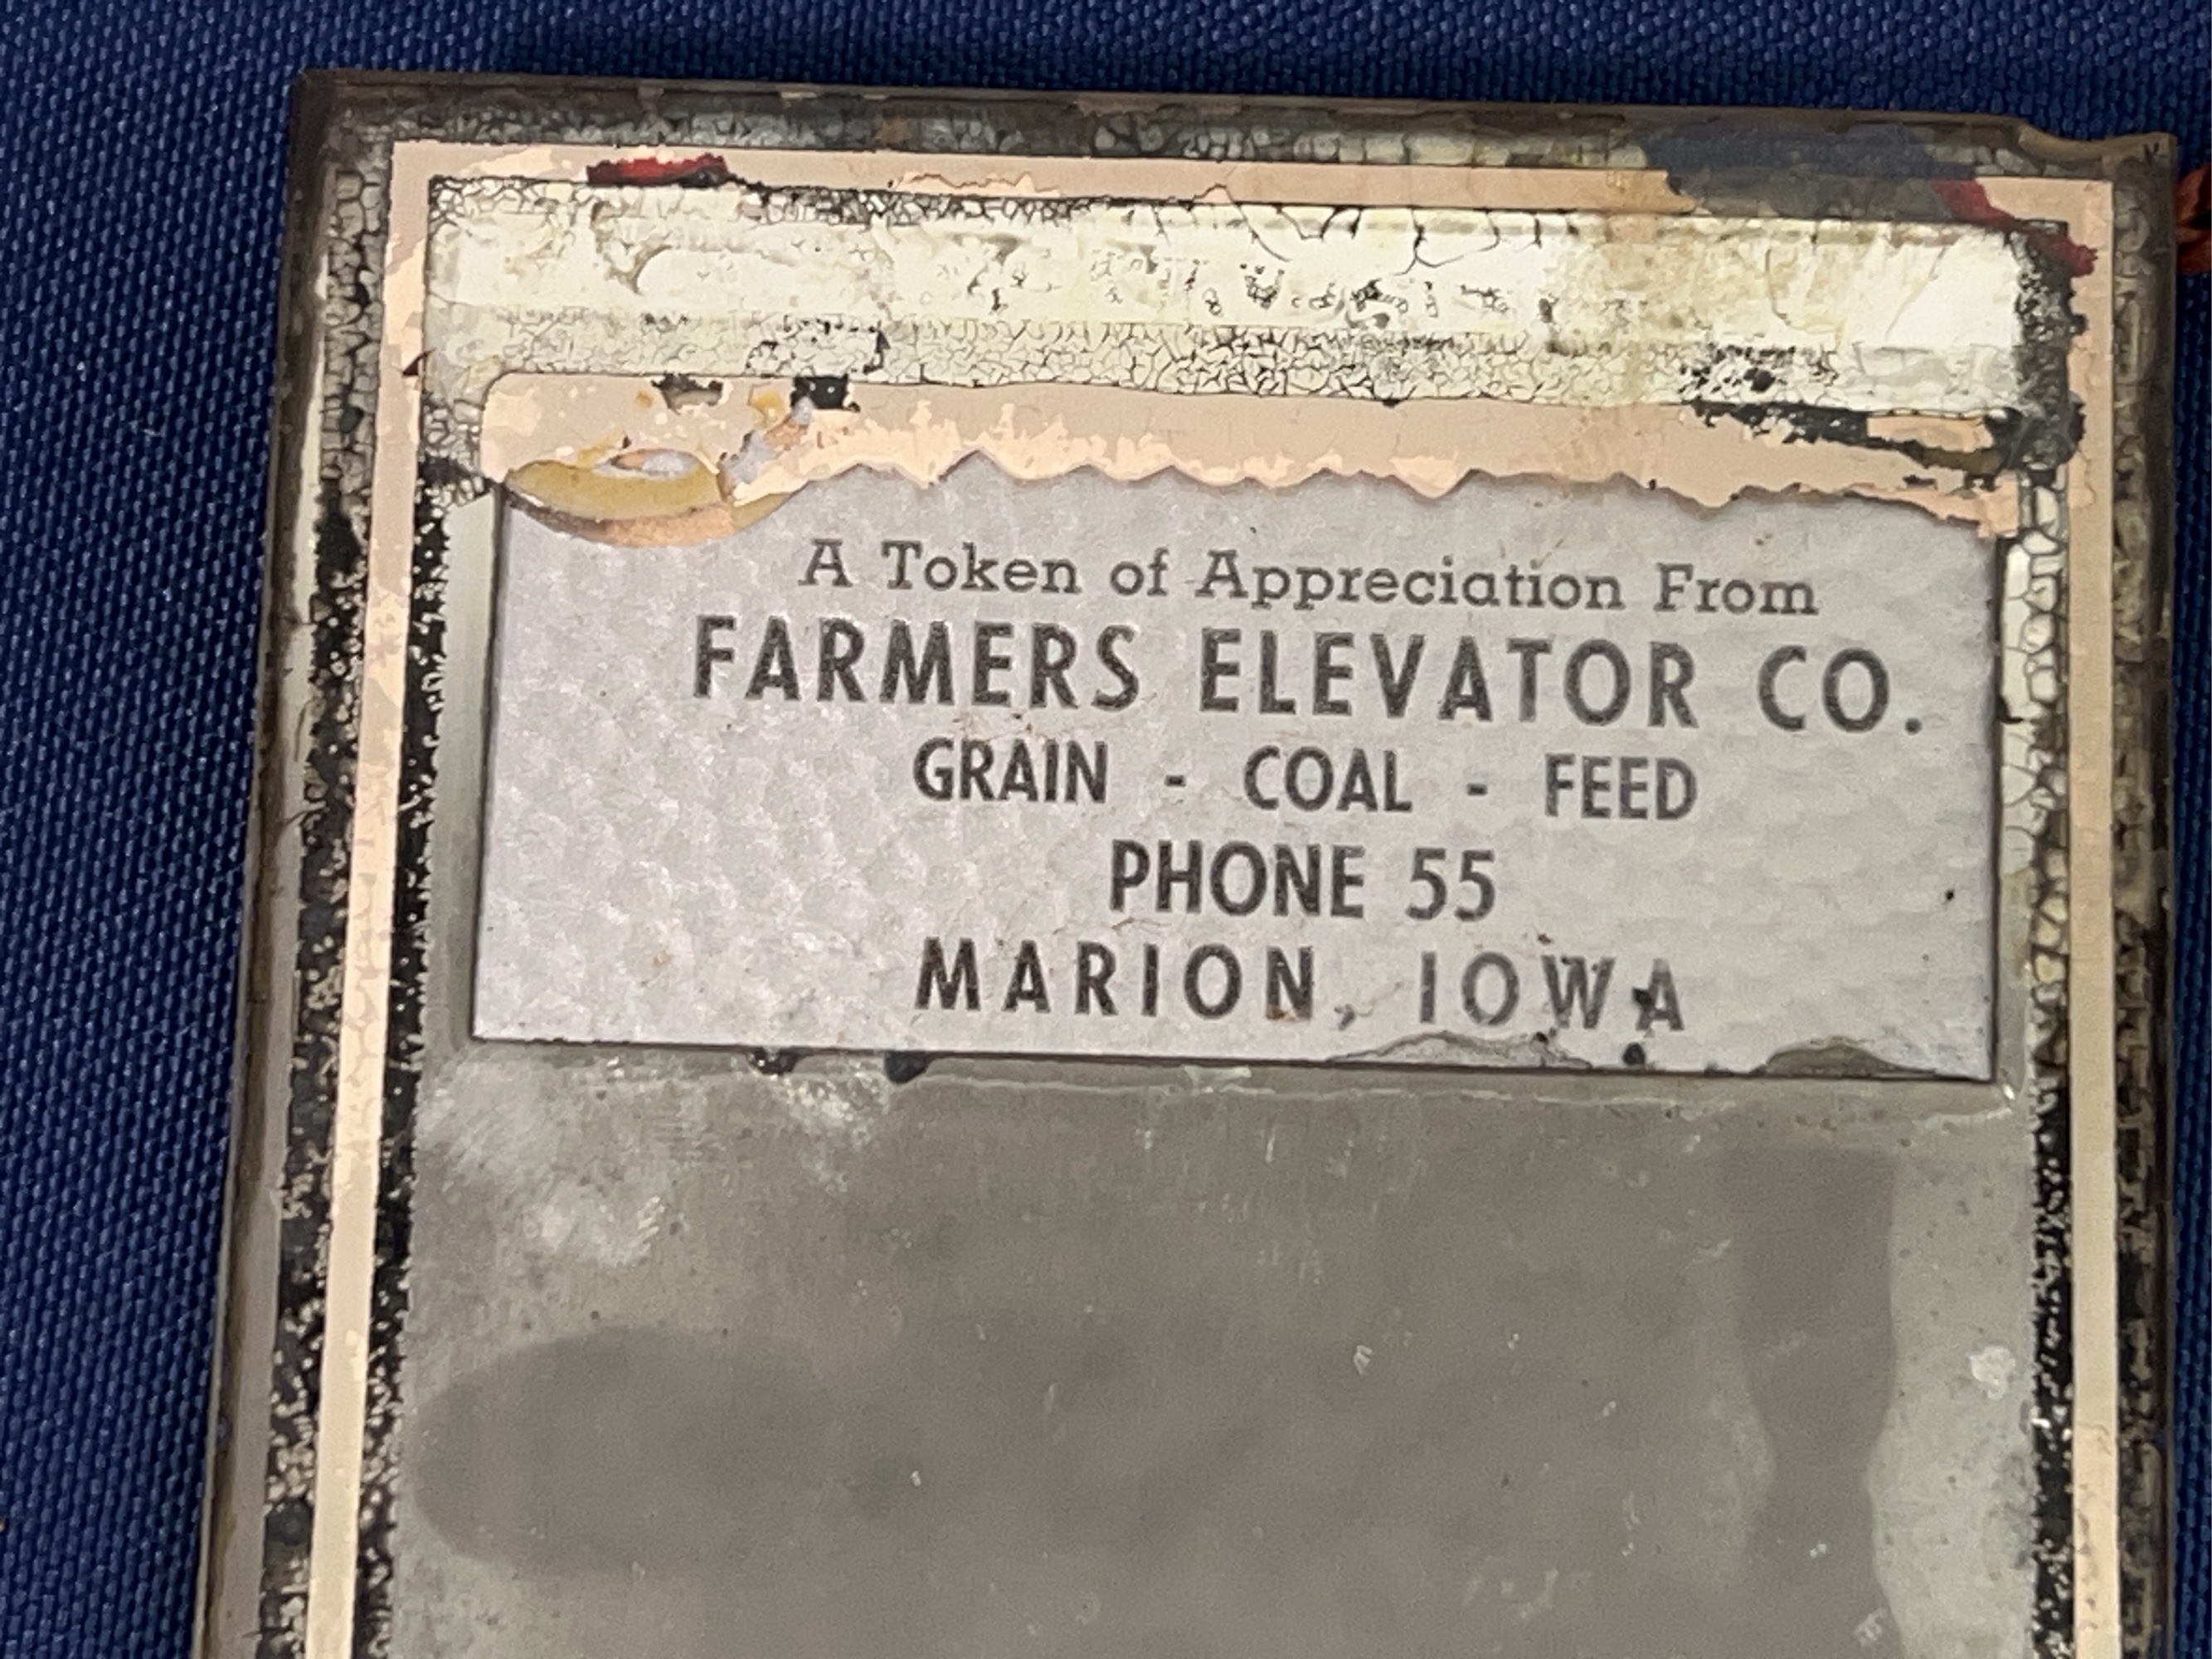 A Token of Appreciation From
FARMERS ELEVATOR CO.
GRAIN - COAL - FEED
PHONE 55
MARION, IOWA